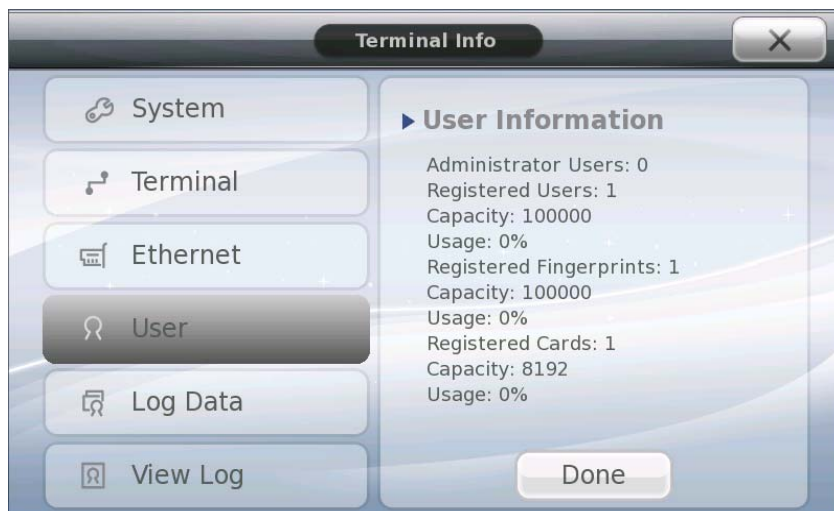 Terminal Info
System
Terminal
Ethernet
User
Log Data
View Log
User Information
Administrator Users: 0
Registered Users: 1
Capacity: 100000
Usage: 0%
Registered Fingerprints: 1
Capacity: 100000
Usage: 0%
Registered Cards: 1
Capacity: 8192
Usage: 0%
Done